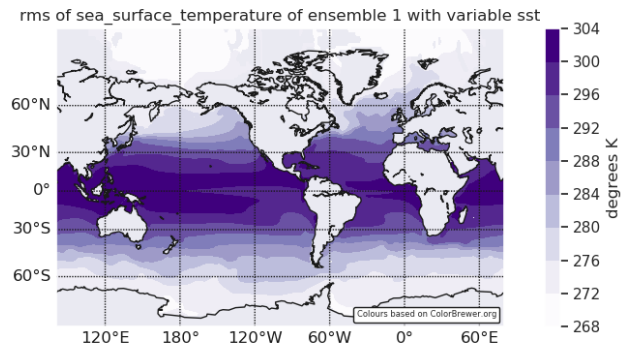 rms of sea_surface_temperature of ensemble 1 with variable sst
60°N
30°N
0°
30°S
60°S
120°E 180° 120°W 60°W 0° 60°E
Colours based on ColorBrewer.org
304
300
296
292
288
284
280
276
272
268
degrees K